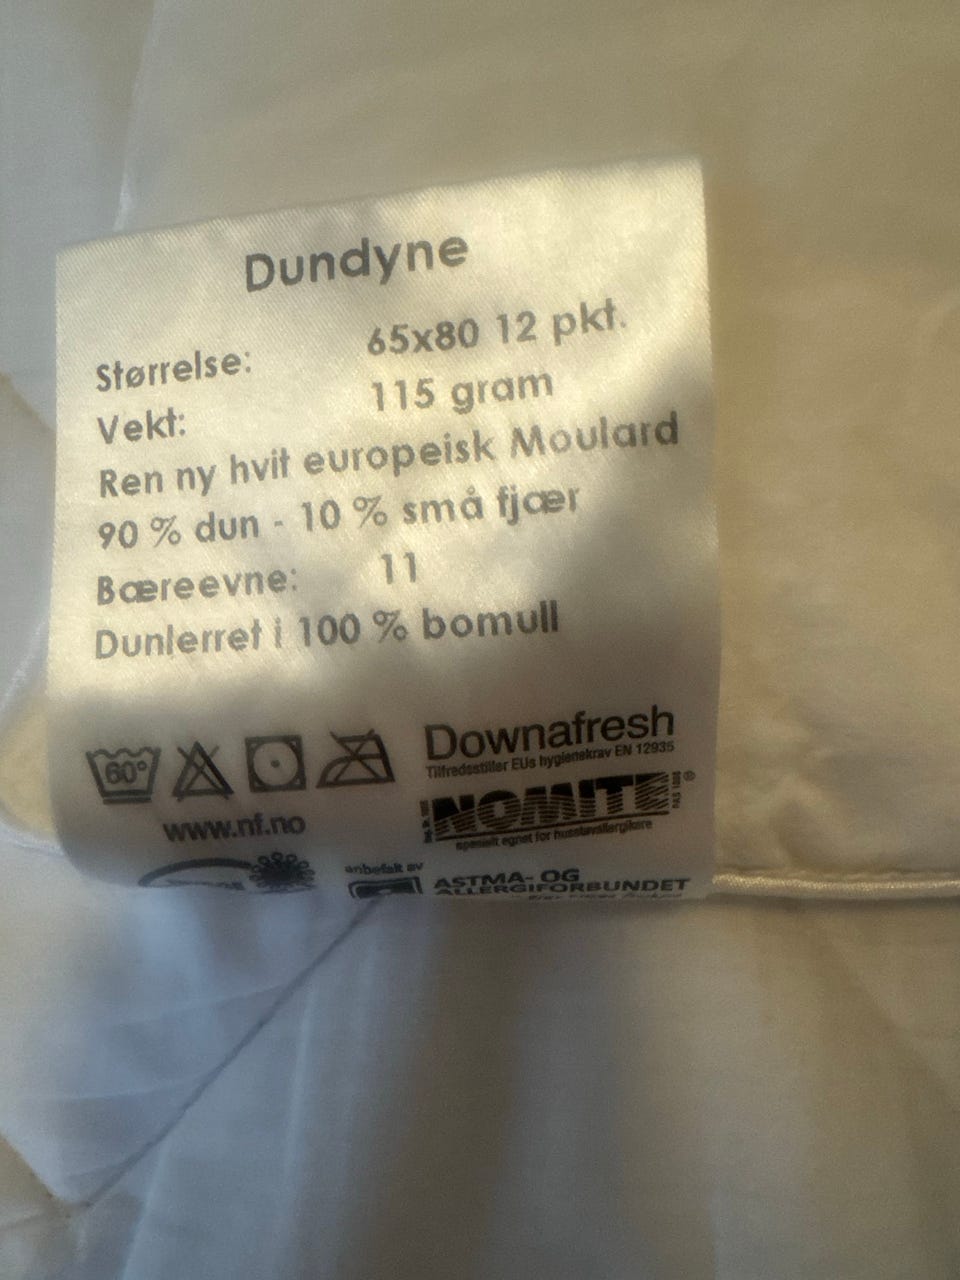 Dundyne
Størrelse: 65x80 12 pkt.
Vekt: 115 gram
Ren ny hvit europeisk Moulard
90 % dun - 10 % små fjær
Bæreevne: 11
Dunlerret i 100 % bomull
60°
Downafresh
Tilfredsstiller EUs hygienekrav EN 12935
NOMITE®
spesielt egnet for husstøvallergikere
www.nf.no
anbefalt av
ASTMA- OG
ALLERGIFORBUNDET